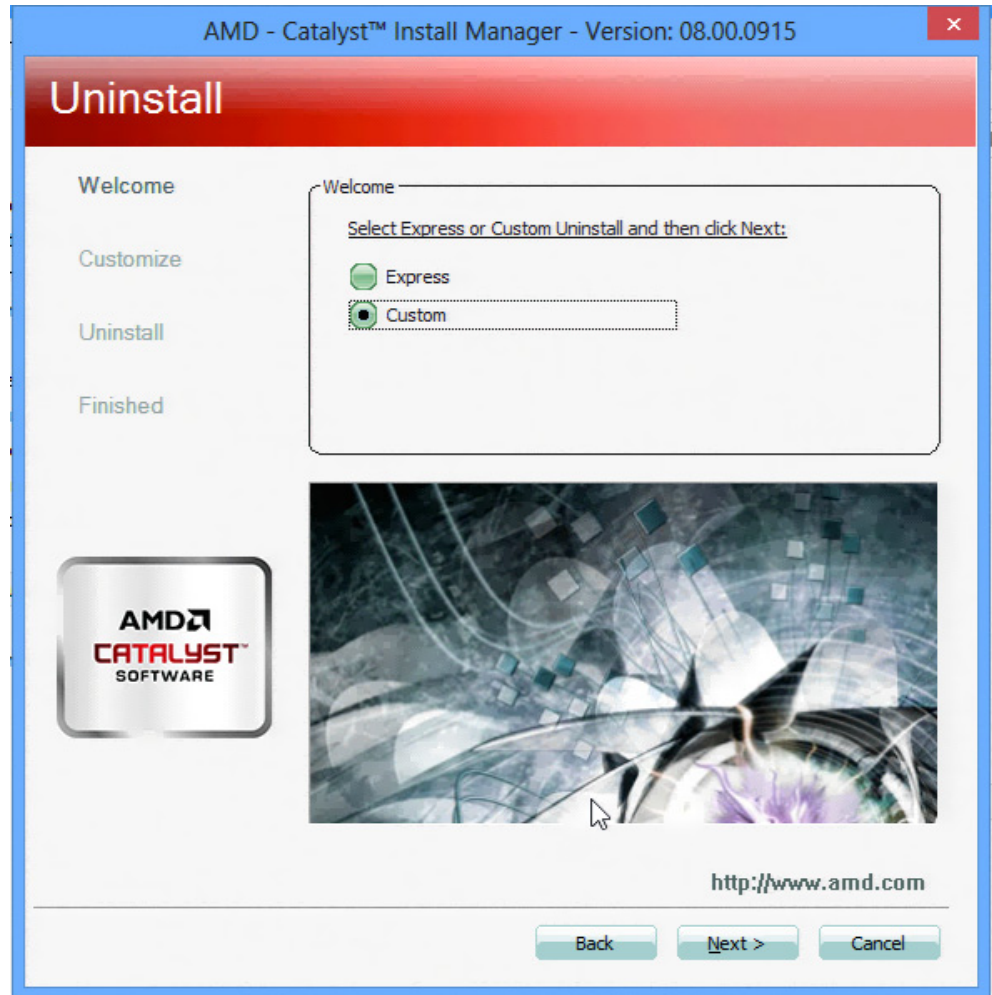 AMD - Catalyst™ Install Manager - Version: 08.00.0915
Uninstall
Welcome
Customize
Uninstall
Finished
Welcome
Select Express or Custom Uninstall and then click Next:
Express
Custom
AMD
CATALYST™
SOFTWARE
http://www.amd.com
Back
Next >
Cancel